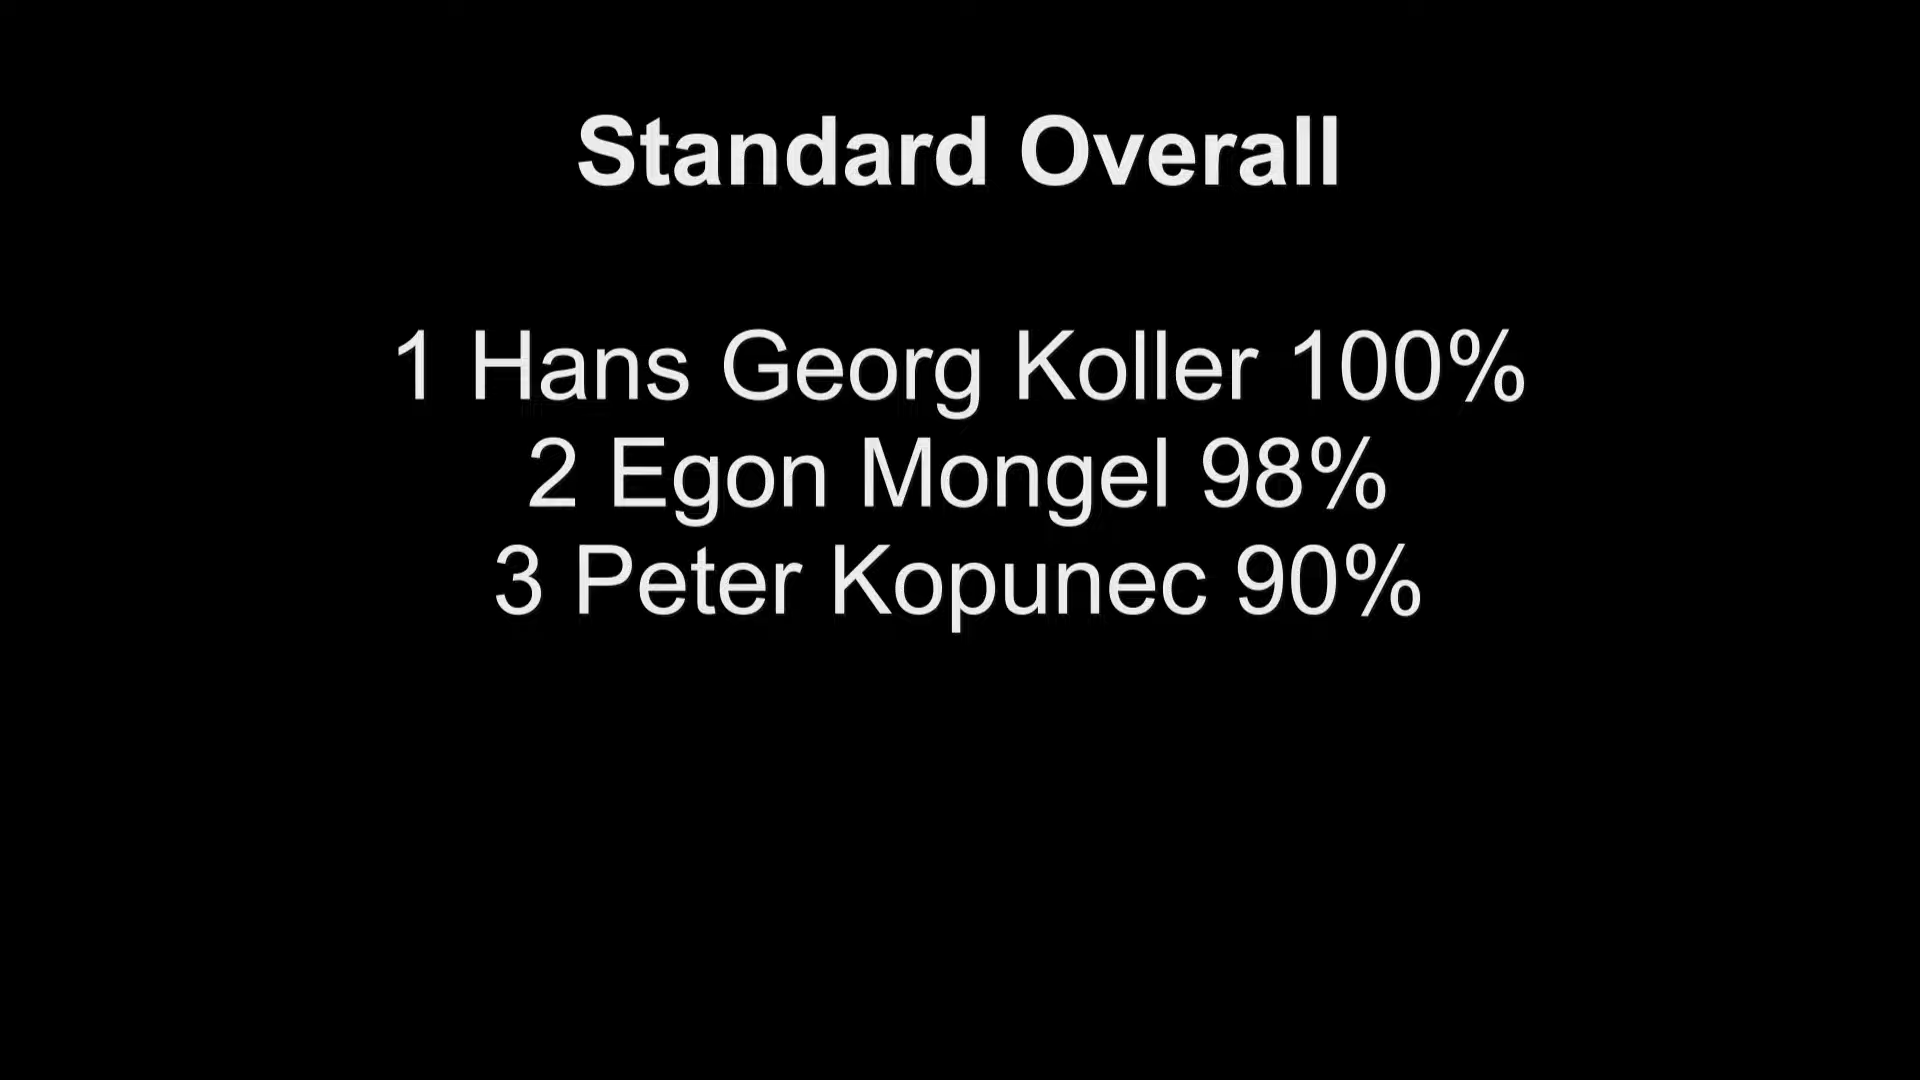 Standard Overall
1 Hans Georg Koller 100%
2 Egon Mongel 98%
3 Peter Kopunec 90%